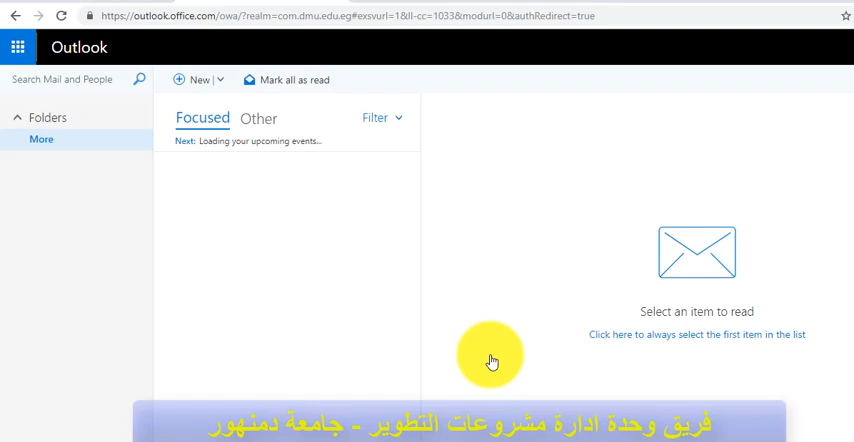 https://outlook.office.com/owa/?realm=com.dmu.edu.eg#exsvurl=1&ll-cc=1033&modurl=0&authRedirect=true
Outlook
Search Mail and People
New
Mark all as read
Folders
More
Focused Other Filter
Next: Loading your upcoming events...
Select an item to read
Click here to always select the first item in the list
فريق وحدة ادارة مشروعات التطوير - جامعة دمنهور